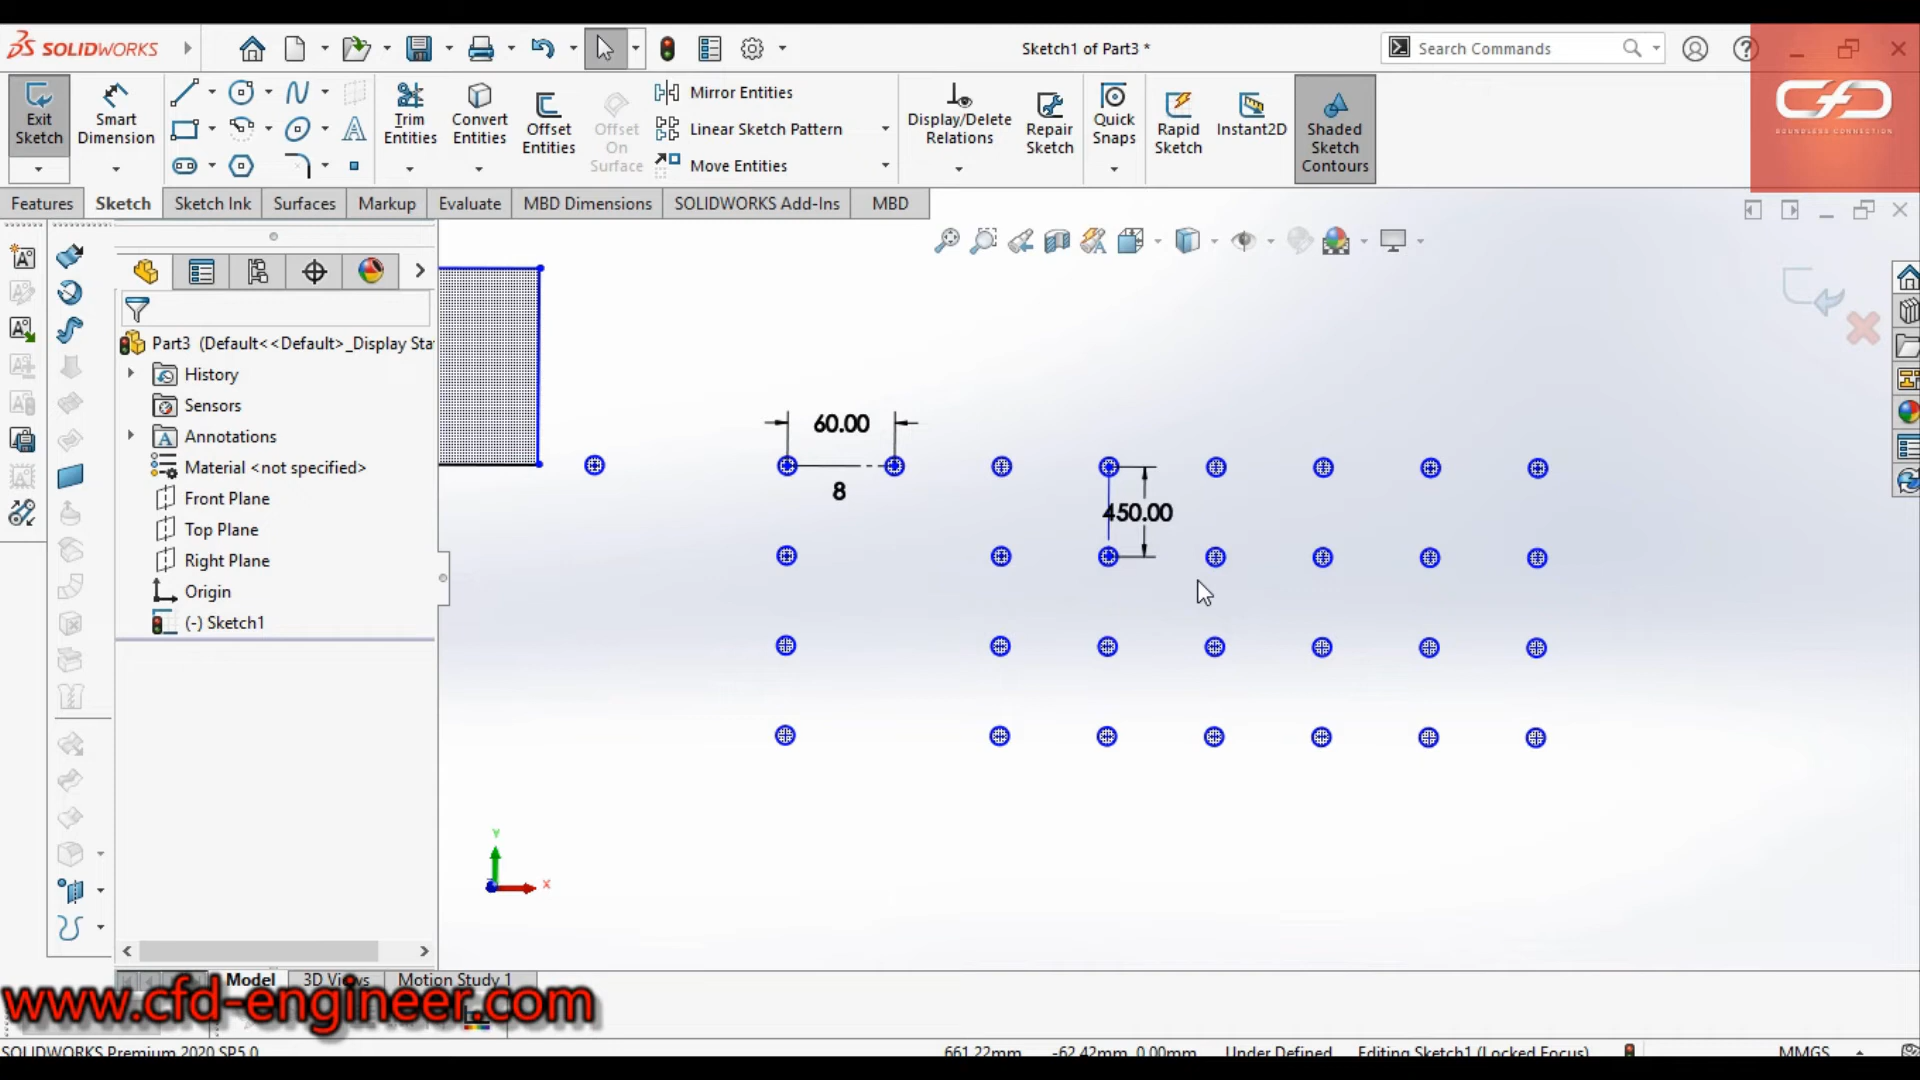 SOLIDWORKS
Sketch1 of Part3 *
Search Commands
Exit Sketch
Smart Dimension
Trim Entities
Convert Entities
Offset Entities
Offset On Surface
Mirror Entities
Linear Sketch Pattern
Move Entities
Display/Delete Relations
Repair Sketch
Quick Snaps
Rapid Sketch
Instant2D
Shaded Sketch Contours
CFD
BOUNDLESS CONNECTION
Features
Sketch
Sketch Ink
Surfaces
Markup
Evaluate
MBD Dimensions
SOLIDWORKS Add-Ins
MBD
Part3 (Default<<Default>_Display Sta
History
Sensors
Annotations
Material <not specified>
Front Plane
Top Plane
Right Plane
Origin
(-) Sketch1
60.00
8
450.00
Y
X
Model
3D Views
Motion Study 1
www.cfd-engineer.com
SOLIDWORKS Premium 2020 SP5.0
661.22mm
-62.42mm
0.00mm
Under Defined
Editing Sketch1 (Locked Focus)
MMGS